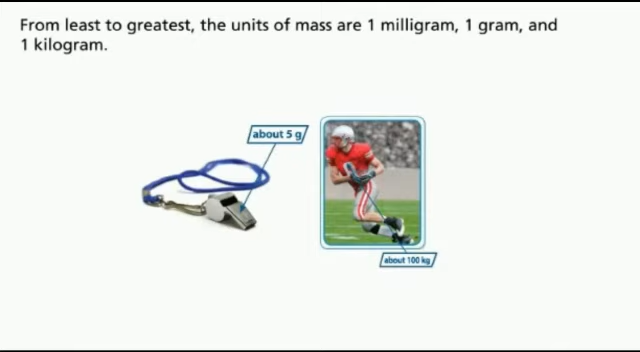 From least to greatest, the units of mass are 1 milligram, 1 gram, and
1 kilogram.
about 5 g
about 100 kg